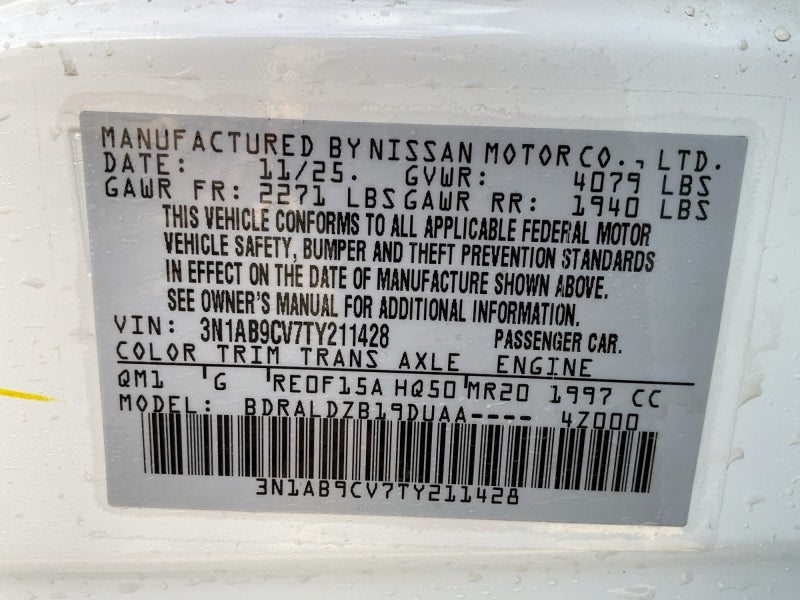 MANUFACTURED BY NISSAN MOTOR CO., LTD.
DATE: 11/25. GVWR: 4079 LBS
GAWR FR: 2271 LBS GAWR RR: 1940 LBS
THIS VEHICLE CONFORMS TO ALL APPLICABLE FEDERAL MOTOR
VEHICLE SAFETY, BUMPER AND THEFT PREVENTION STANDARDS
IN EFFECT ON THE DATE OF MANUFACTURE SHOWN ABOVE.
SEE OWNER'S MANUAL FOR ADDITIONAL INFORMATION.
VIN: 3N1AB9CV7TY211428 PASSENGER CAR.
COLOR TRIM TRANS AXLE ENGINE
QM1 G RE0F15A HQ50 MR20 1997 CC
MODEL: BDRALDZB19DUAA---- 4Z000
3N1AB9CV7TY211428